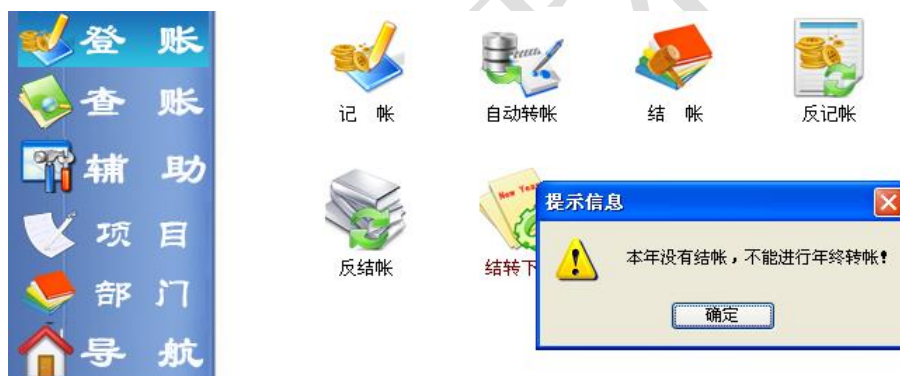 登 账
查 账
辅 助
项 目
部 门
导 航
记 帐
自动转帐
结 帐
反记帐
反结帐
New Yea
结转下
提示信息
本年没有结帐，不能进行年终转帐！
确定